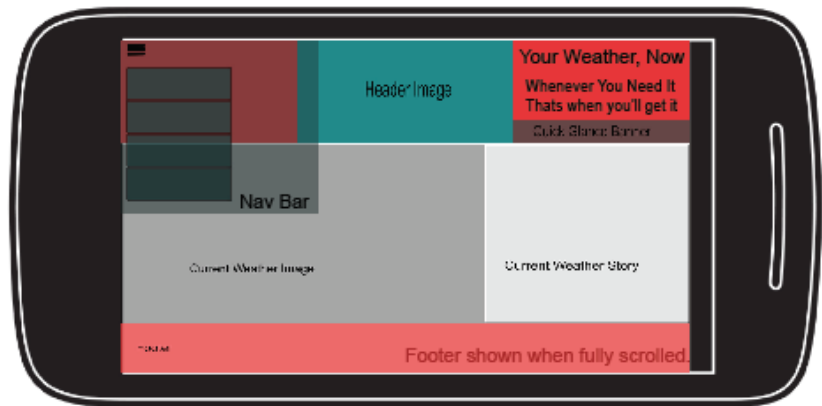 Your Weather, Now
Header Image
Whenever You Need It
Thats when you'll get it
Quick Glance Banner
Nav Bar
Current Weather Image
Current Weather Story
Footer shown when fully scrolled.